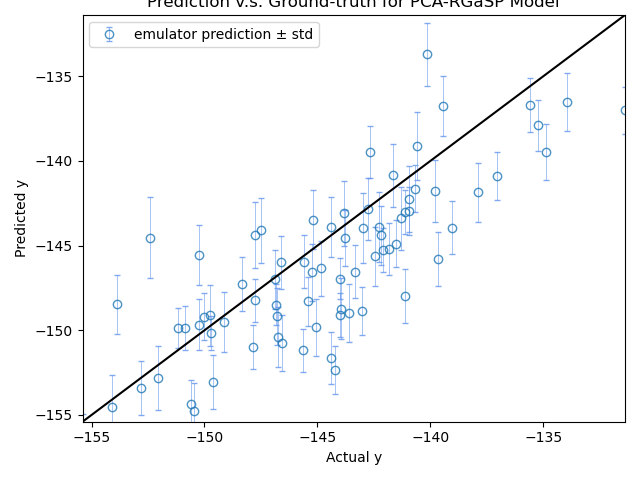 Prediction v.s. Ground-truth for PCA-RGaSP Model
emulator prediction ± std
−135
−140
−145
−150
−155
Predicted y
−155 −150 −145 −140 −135
Actual y